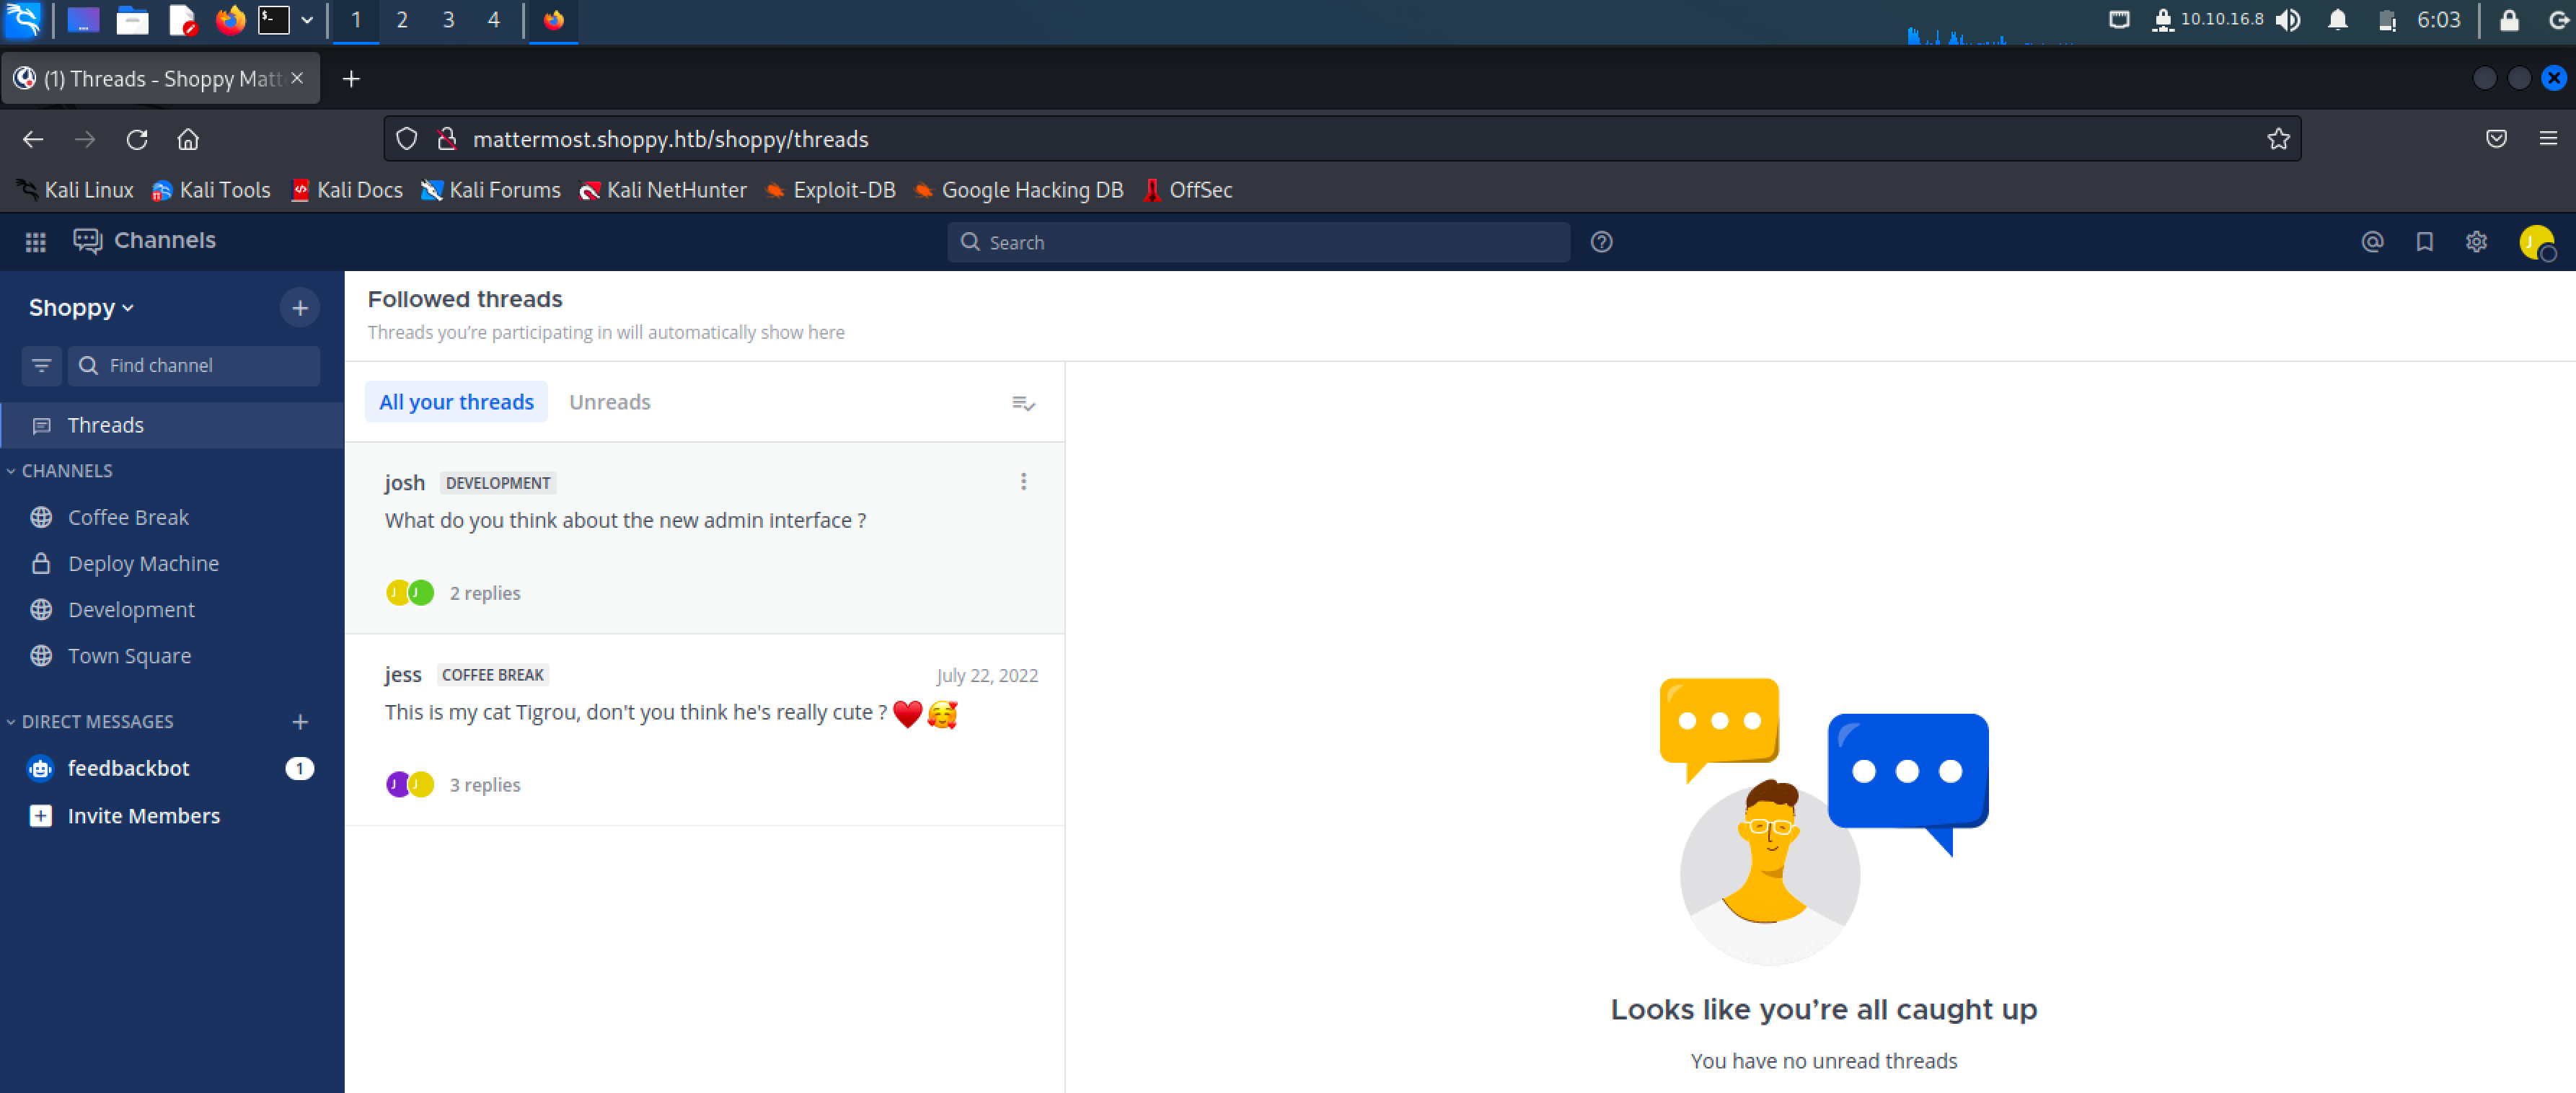 1 2 3 4 10.10.16.8 6:03
(1) Threads - Shoppy Matt
mattermost.shoppy.htb/shoppy/threads
Kali Linux Kali Tools Kali Docs Kali Forums Kali NetHunter Exploit-DB Google Hacking DB OffSec
Channels Search
Shoppy
Find channel
Threads
CHANNELS
Coffee Break
Deploy Machine
Development
Town Square
DIRECT MESSAGES
feedbackbot 1
Invite Members
Followed threads
Threads you’re participating in will automatically show here
All your threads Unreads
josh DEVELOPMENT
What do you think about the new admin interface ?
J J 2 replies
jess COFFEE BREAK July 22, 2022
This is my cat Tigrou, don't you think he's really cute ? ❤️🥰
J J 3 replies
Looks like you’re all caught up
You have no unread threads